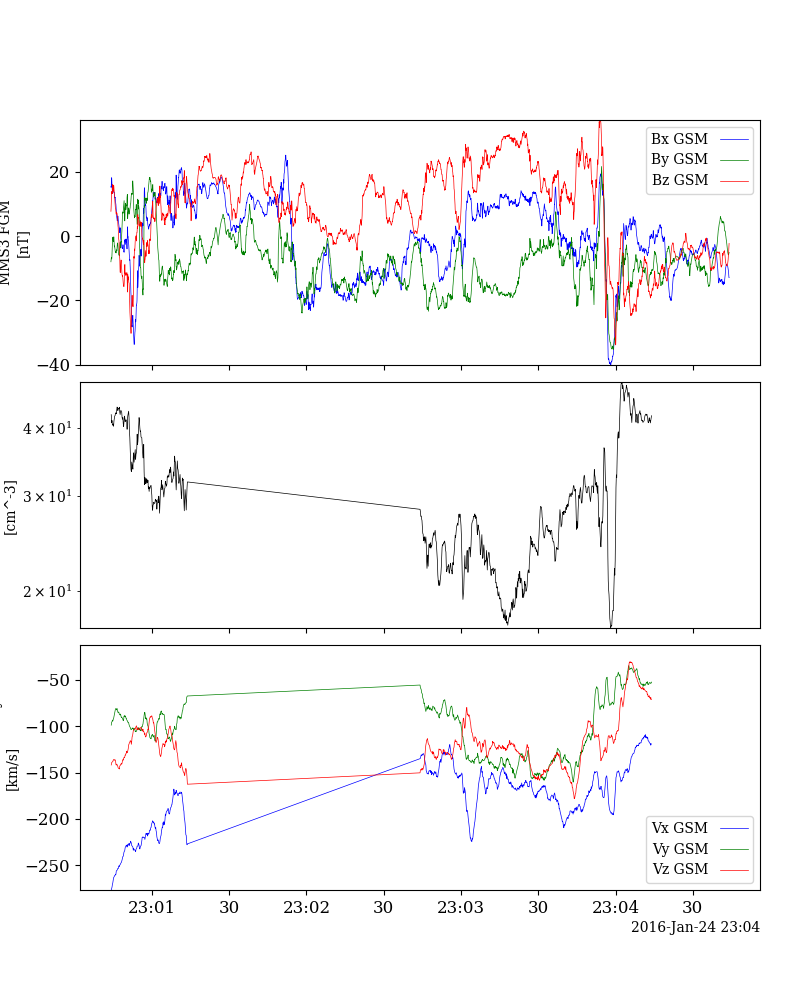 MMS3 FGM
[nT]
20
0
−20
−40
Bx GSM
By GSM
Bz GSM
[cm^-3]
4 × 10¹
3 × 10¹
2 × 10¹
[km/s]
−50
−100
−150
−200
−250
Vx GSM
Vy GSM
Vz GSM
23:01 30 23:02 30 23:03 30 23:04 30
2016-Jan-24 23:04